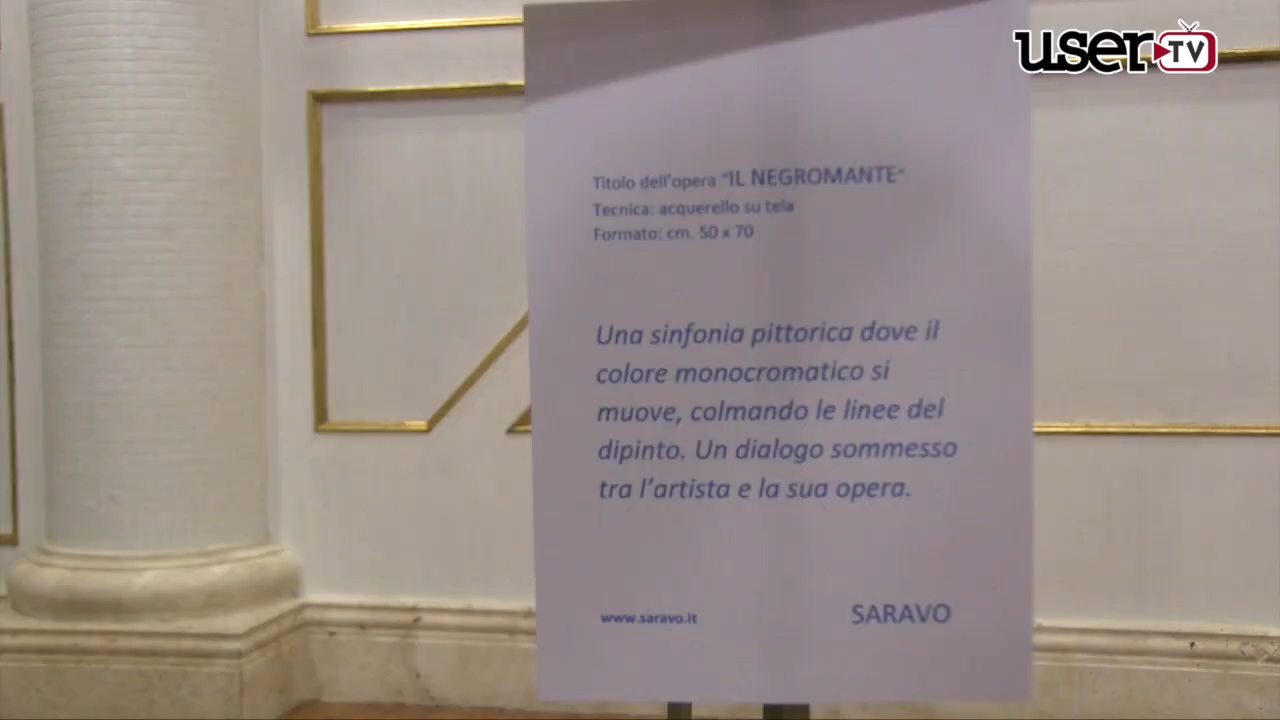 user TV
Titolo dell'opera "IL NEGROMANTE"
Tecnica: acquerello su tela
Formato: cm. 50 x 70
Una sinfonia pittorica dove il
colore monocromatico si
muove, colmando le linee del
dipinto. Un dialogo sommesso
tra l'artista e la sua opera.
www.saravo.it
SARAVO